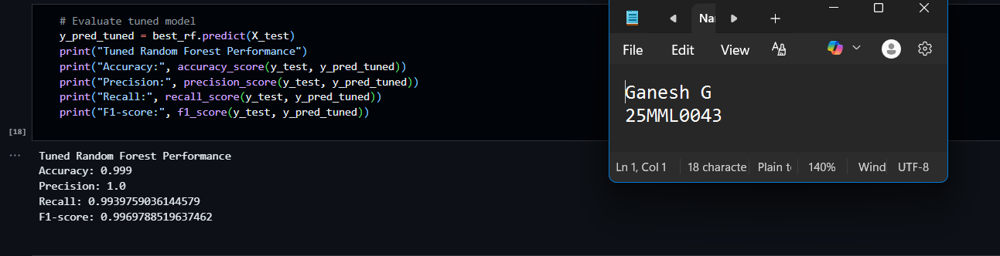 # Evaluate tuned model
y_pred_tuned = best_rf.predict(X_test)
print("Tuned Random Forest Performance")
print("Accuracy:", accuracy_score(y_test, y_pred_tuned))
print("Precision:", precision_score(y_test, y_pred_tuned))
print("Recall:", recall_score(y_test, y_pred_tuned))
print("F1-score:", f1_score(y_test, y_pred_tuned))
[18]
... Tuned Random Forest Performance
Accuracy: 0.999
Precision: 1.0
Recall: 0.9939759036144579
F1-score: 0.9969788519637462
Na
File Edit View
Ganesh G
25MML0043
Ln 1, Col 1 18 characte Plain t 140% Wind UTF-8